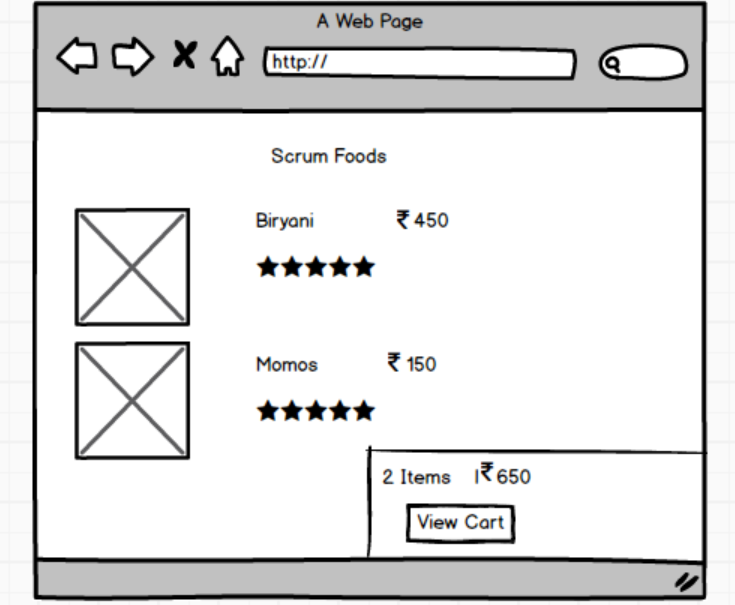 A Web Page
http://
Scrum Foods
Biryani ₹ 450
Momos ₹ 150
2 Items |₹ 650
View Cart